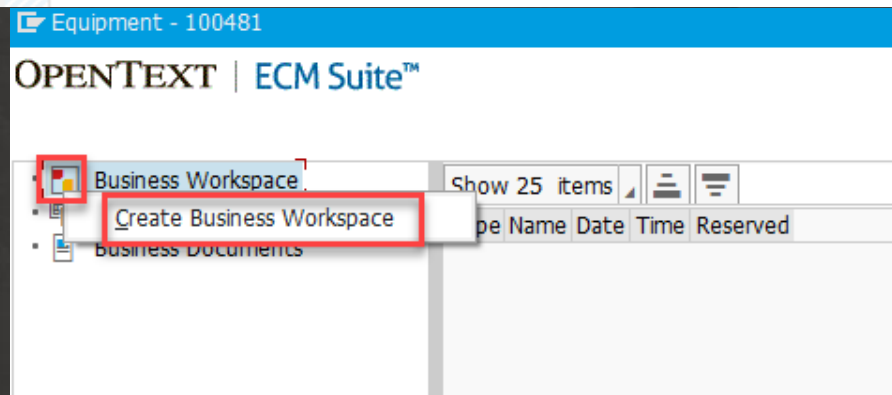 Equipment - 100481
OPENTEXT | ECM Suite™
Business Workspace
Show 25 items
Create Business Workspace
pe Name Date Time Reserved
Business Documents